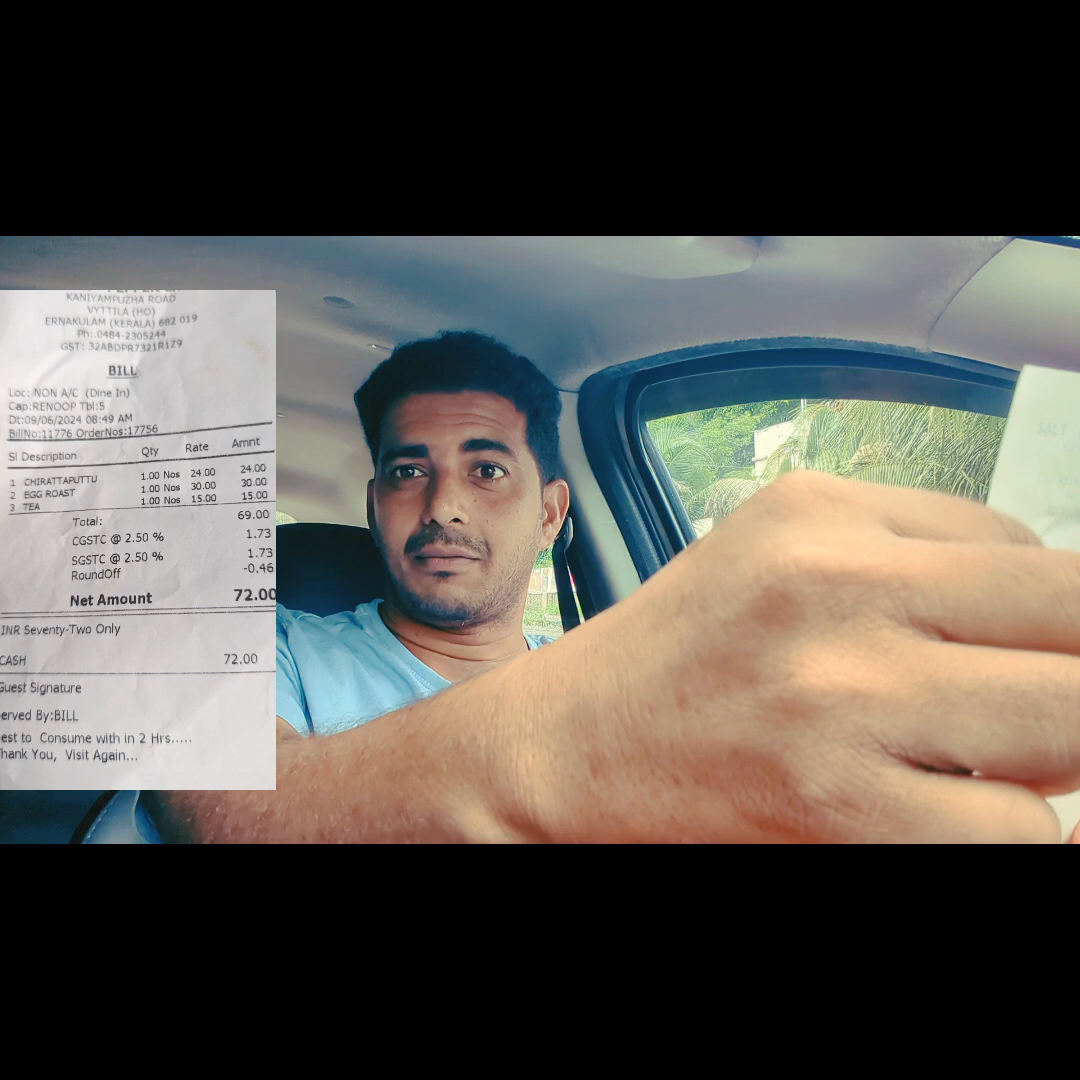 KANIYAMPUZHA ROAD
VYTTILA (HO)
ERNAKULAM (KERALA) 682 019
Ph:.0484-2305244
GST: 32ABDPR7321R1Z9
BILL
Loc: NON A/C (Dine In)
Cap:RENOOP Tbl:5
Dt:09/06/2024 08:49 AM
BillNo:11776 OrderNos:17756
Sl Description Qty Rate Amnt
1 CHIRATTAPUTTU 1.00 Nos 24.00 24.00
2 EGG ROAST 1.00 Nos 30.00 30.00
3 TEA 1.00 Nos 15.00 15.00
Total: 69.00
CGSTC @ 2.50 % 1.73
SGSTC @ 2.50 % 1.73
RoundOff -0.46
Net Amount 72.00
INR Seventy-Two Only
CASH 72.00
Guest Signature
erved By:BILL
est to Consume with in 2 Hrs.....
Thank You, Visit Again...
SALT